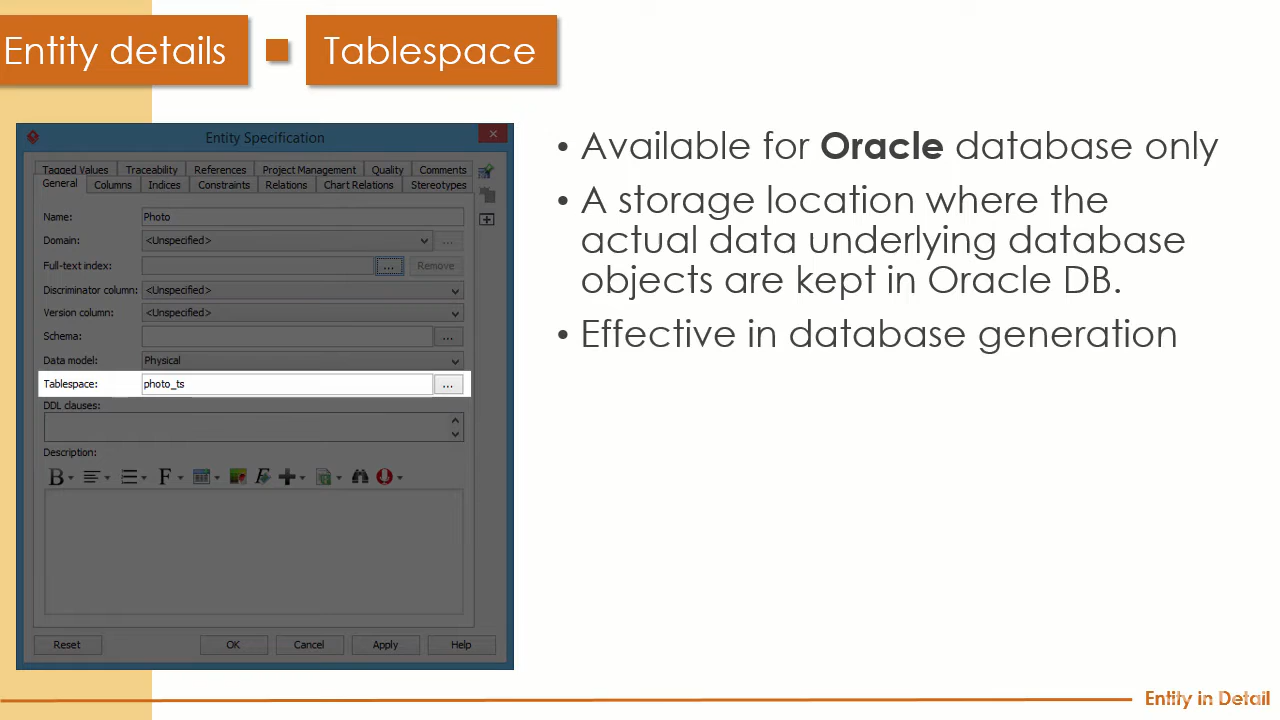 Entity details ■ Tablespace
Entity Specification
Tagged Values Traceability References Project Management Quality Comments
General Columns Indices Constraints Relations Chart Relations Stereotypes
Name: Photo
Domain: <Unspecified> ...
Full-text index: ... Remove
Discriminator column: <Unspecified>
Version column: <Unspecified>
Schema: ...
Data model: Physical
Tablespace: photo_ts ...
DDL clauses:
Description:
B F F
Reset OK Cancel Apply Help
• Available for Oracle database only
• A storage location where the
actual data underlying database
objects are kept in Oracle DB.
• Effective in database generation
Entity in Detail